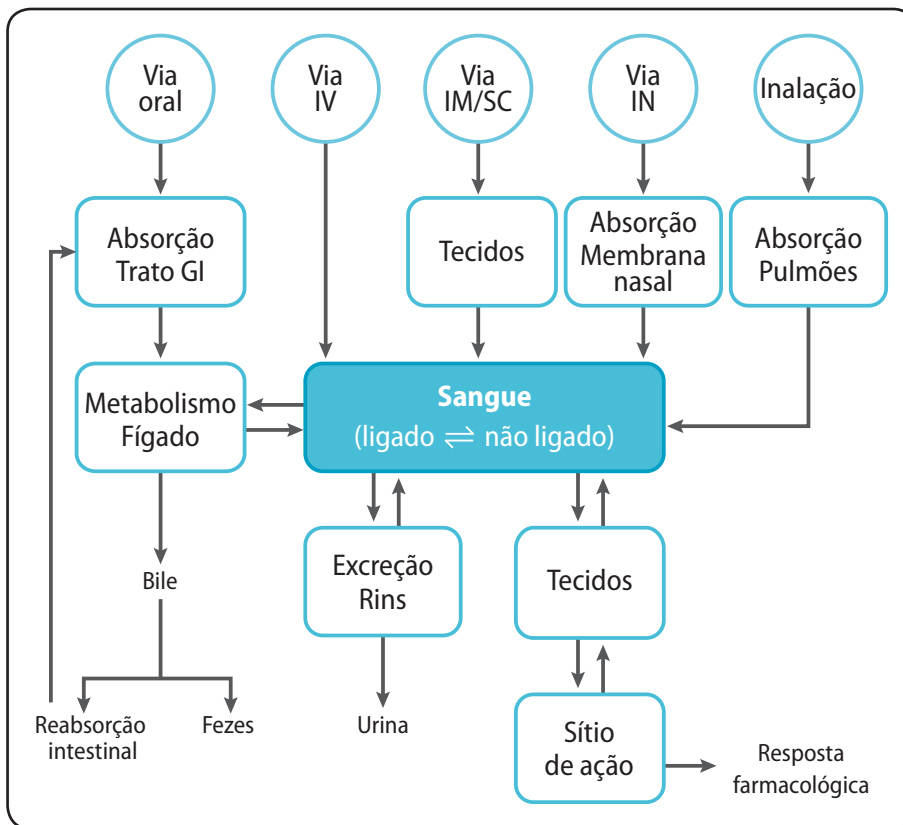 Via
oral
Via
IV
Via
IM/SC
Via
IN
Inalação
Absorção
Trato GI
Tecidos
Absorção
Membrana
nasal
Absorção
Pulmões
Metabolismo
Fígado
Sangue
(ligado ⇌ não ligado)
Excreção
Rins
Tecidos
Bile
Reabsorção
intestinal
Fezes
Urina
Sítio
de ação
Resposta
farmacológica